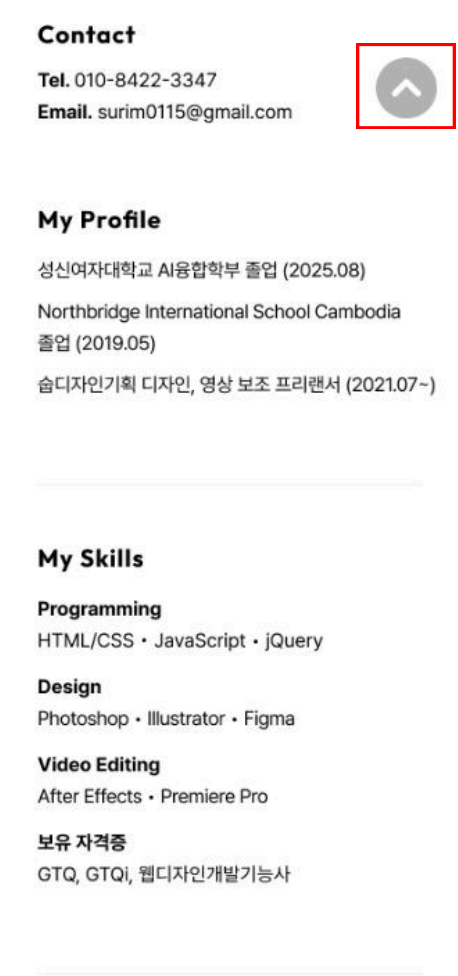 Contact
Tel. 010-8422-3347
Email. surim0115@gmail.com
My Profile
성신여자대학교 AI융합학부 졸업 (2025.08)
Northbridge International School Cambodia
졸업 (2019.05)
숩디자인기획 디자인, 영상 보조 프리랜서 (2021.07~)
My Skills
Programming
HTML/CSS • JavaScript • jQuery
Design
Photoshop • Illustrator • Figma
Video Editing
After Effects • Premiere Pro
보유 자격증
GTQ, GTQi, 웹디자인개발기능사